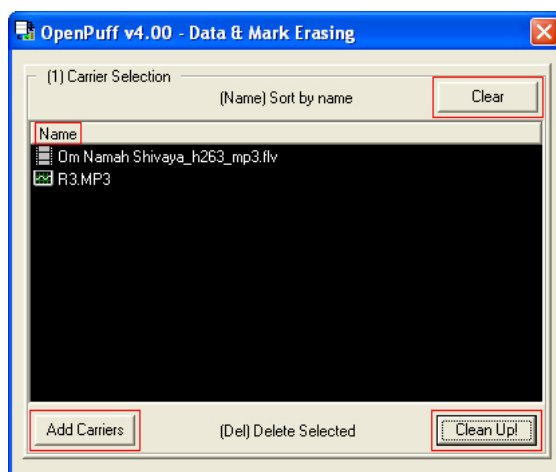 OpenPuff v4.00 - Data & Mark Erasing
(1) Carrier Selection
(Name) Sort by name
Clear
Name
Om Namah Shivaya_h263_mp3.flv
R3.MP3
Add Carriers
(Del) Delete Selected
Clean Up!